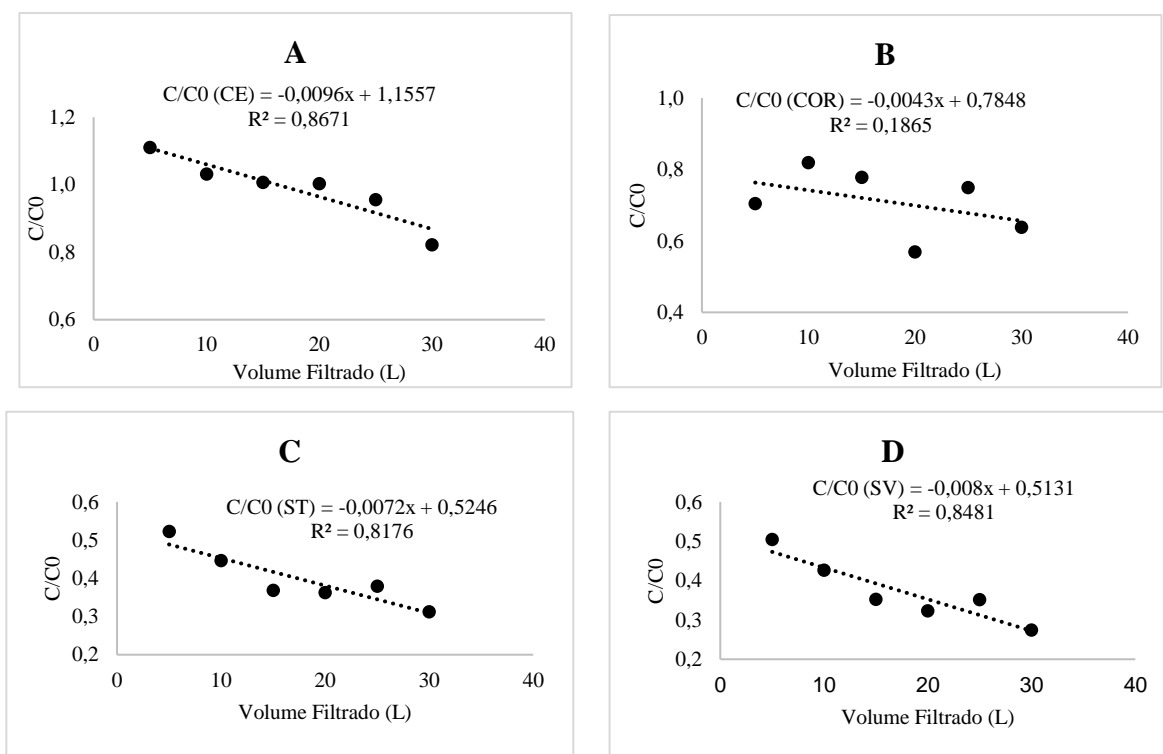 A
C/C0 (CE) = -0,0096x + 1,1557
R² = 0,8671
1,2
1,0
0,8
0,6
C/C0
0
10
20
30
40
Volume Filtrado (L)
B
C/C0 (COR) = -0,0043x + 0,7848
R² = 0,1865
1,0
0,8
0,6
0,4
C/C0
0
10
20
30
40
Volume Filtrado (L)
C
C/C0 (ST) = -0,0072x + 0,5246
R² = 0,8176
0,6
0,5
0,4
0,3
0,2
C/C0
0
10
20
30
40
Volume Filtrado (L)
D
C/C0 (SV) = -0,008x + 0,5131
R² = 0,8481
0,6
0,5
0,4
0,3
0,2
C/C0
0
10
20
30
40
Volume Filtrado (L)